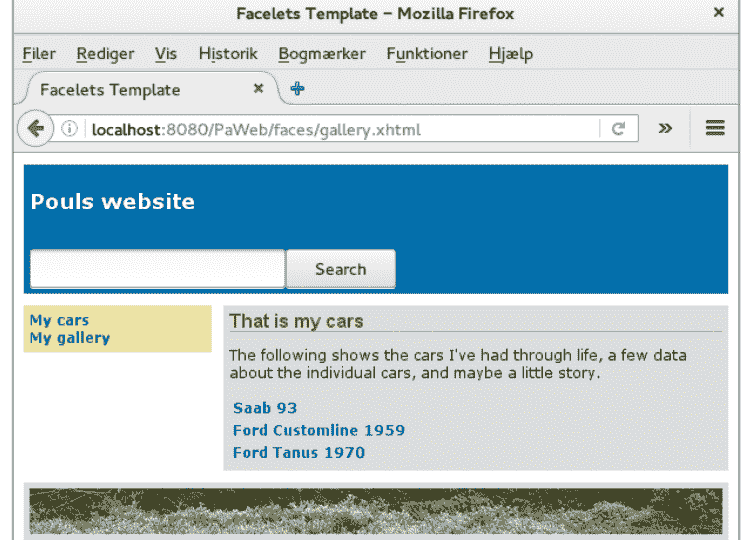 Facelets Template – Mozilla Firefox
Filer Rediger Vis Historik Bogmærker Funktioner Hjælp
Facelets Template
localhost:8080/PaWeb/faces/gallery.xhtml
Pouls website
Search
My cars
My gallery
That is my cars
The following shows the cars I've had through life, a few data
about the individual cars, and maybe a little story.
Saab 93
Ford Customline 1959
Ford Tanus 1970